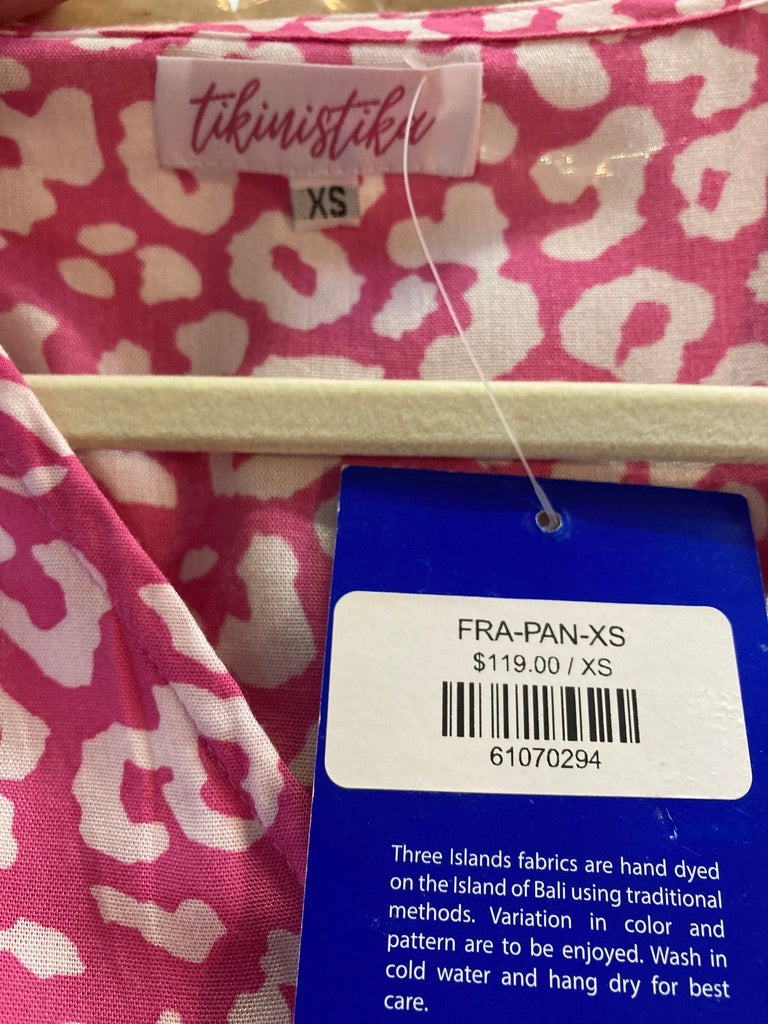 tikinistika
XS
FRA-PAN-XS
$119.00 / XS
61070294
Three Islands fabrics are hand dyed
on the Island of Bali using traditional
methods. Variation in color and
pattern are to be enjoyed. Wash in
cold water and hang dry for best
care.